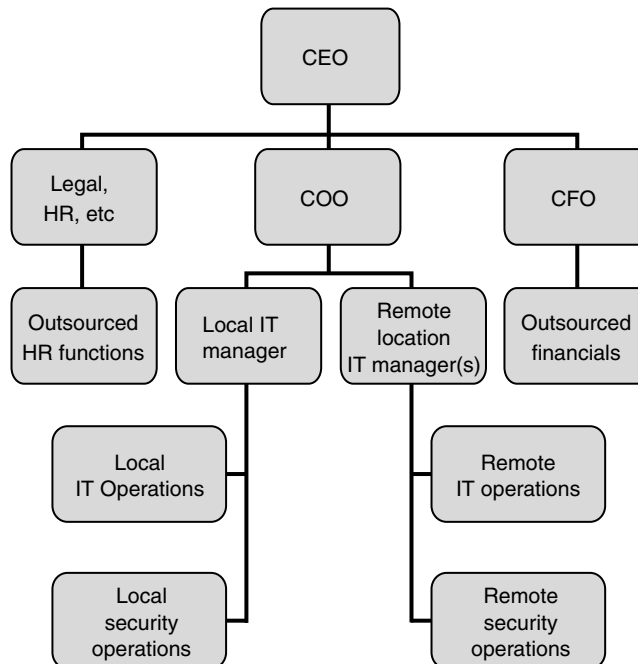 CEO
Legal,
HR, etc
COO
CFO
Outsourced
HR functions
Local IT
manager
Remote
location
IT manager(s)
Outsourced
financials
Local
IT Operations
Remote
IT operations
Local
security
operations
Remote
security
operations